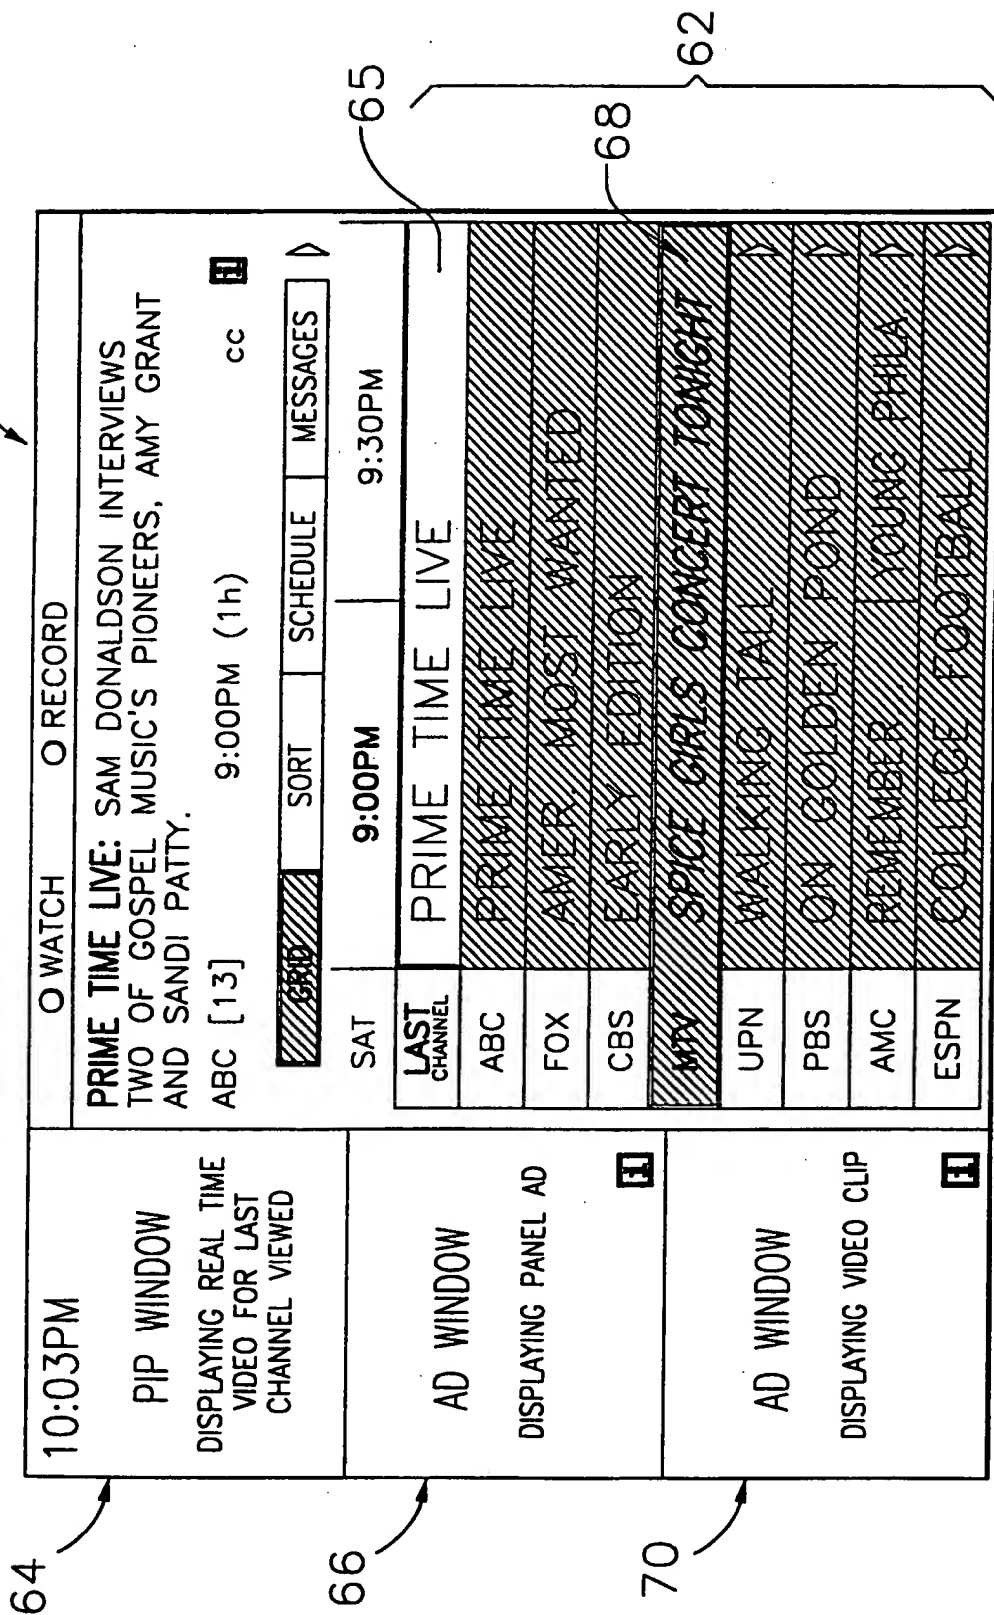 64
66
70
10:03PM
PIP WINDOW
DISPLAYING REAL TIME
VIDEO FOR LAST
CHANNEL VIEWED
AD WINDOW
DISPLAYING PANEL AD
i
AD WINDOW
DISPLAYING VIDEO CLIP
i
O WATCH O RECORD
PRIME TIME LIVE: SAM DONALDSON INTERVIEWS
TWO OF GOSPEL MUSIC'S PIONEERS, AMY GRANT
AND SANDI PATTY.
ABC [13] 9:00PM (1h) cc i
GRID SORT SCHEDULE MESSAGES
SAT 9:00PM 9:30PM
LAST
CHANNEL PRIME TIME LIVE
ABC PRIME TIME LIVE
FOX AMER. MOST WANTED
CBS EARLY EDITION
MTV SPICE GIRLS CONCERT TONIGHT
UPN WALKING TALL
PBS ON GOLDEN POND
AMC REMEMBER... YOUNG PHILA...
ESPN COLLEGE FOOTBALL
65
68
62